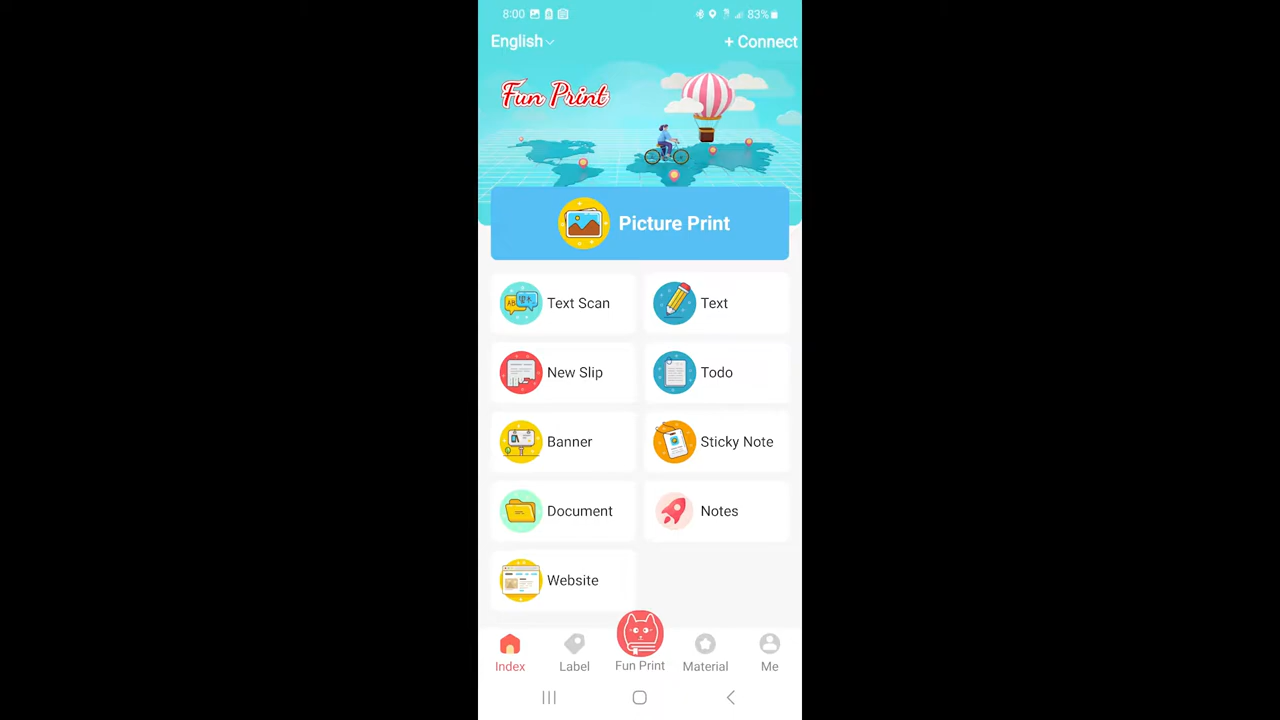 8:00
83%
English
+ Connect
Fun Print
Picture Print
Text Scan
Text
New Slip
Todo
Banner
Sticky Note
Document
Notes
Website
Index
Label
Fun Print
Material
Me